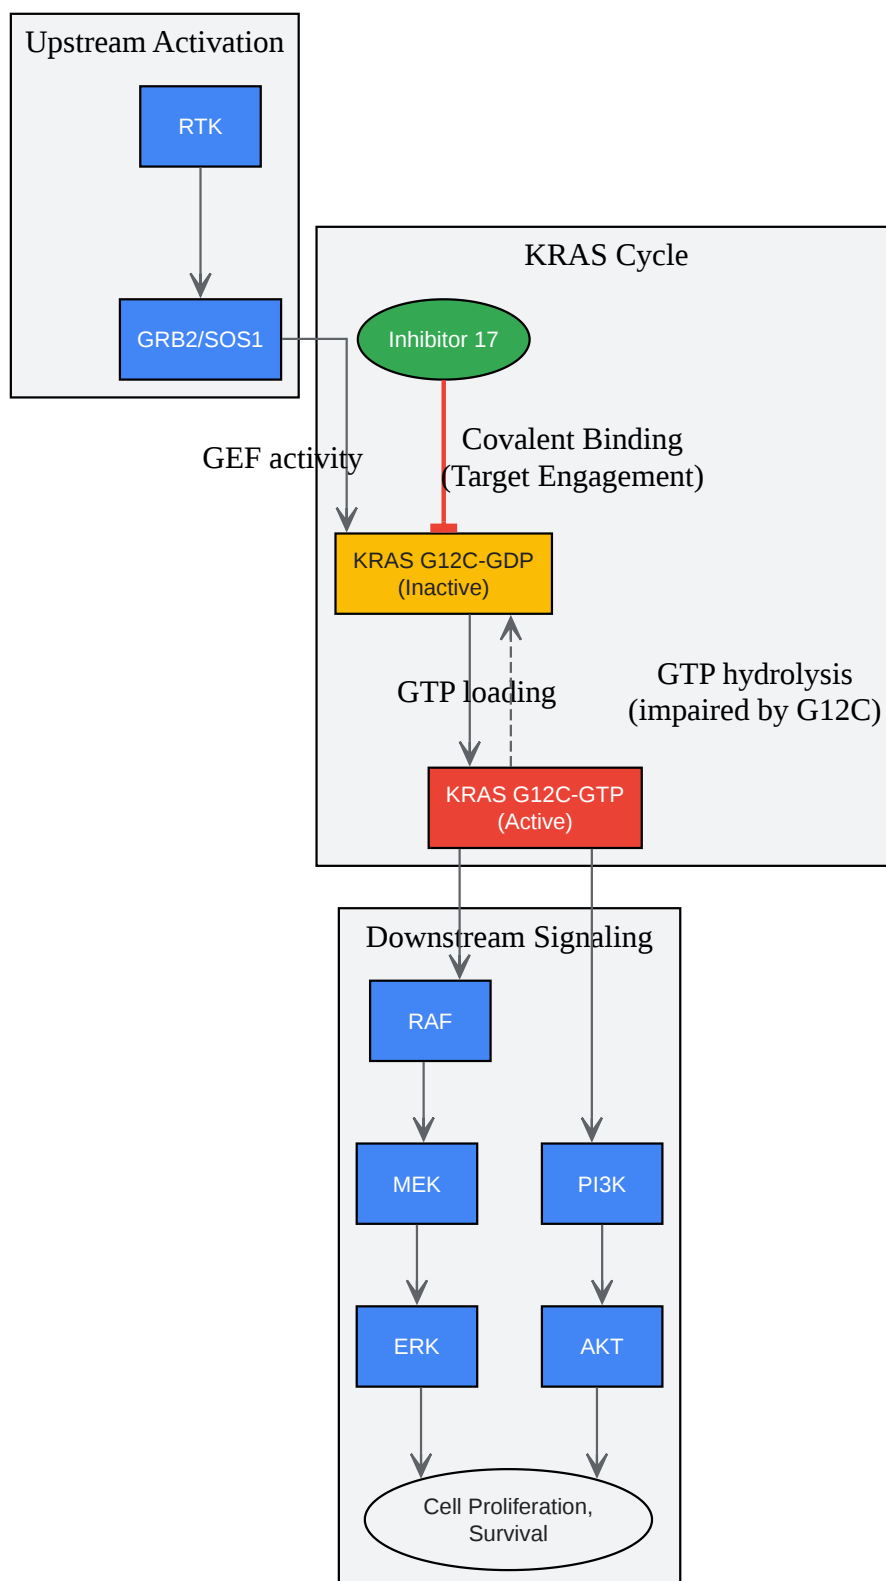 Upstream Activation
RTK
GRB2/SOS1
KRAS Cycle
Inhibitor 17
GEF activity
Covalent Binding
(Target Engagement)
KRAS G12C-GDP
(Inactive)
GTP loading
GTP hydrolysis
(impaired by G12C)
KRAS G12C-GTP
(Active)
Downstream Signaling
RAF
MEK
PI3K
ERK
AKT
Cell Proliferation,
Survival